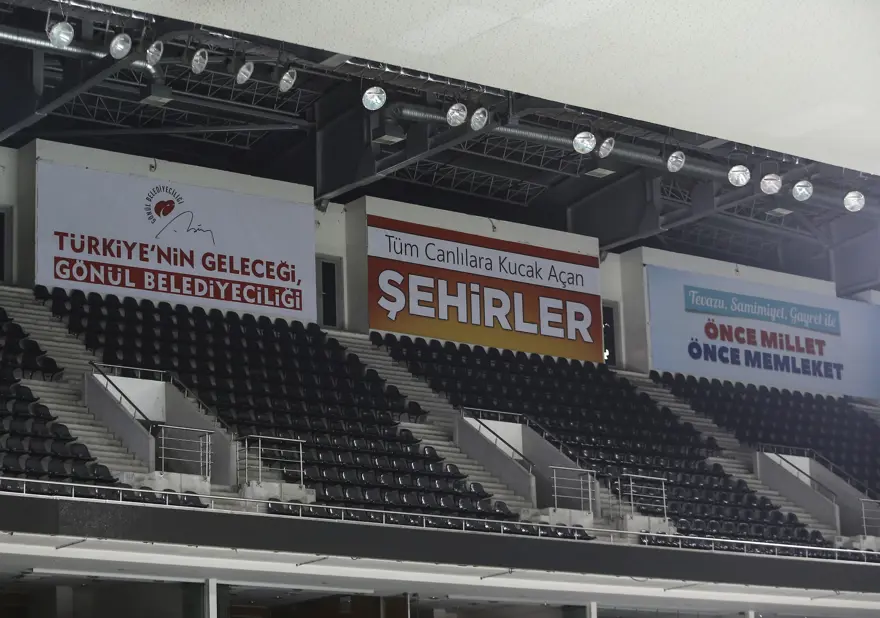 GÖNÜL BELEDİYECİLİĞİ
TÜRKİYE'NİN GELECEĞİ,
GÖNÜL BELEDİYECİLİĞİ
Tüm Canlılara Kucak Açan
ŞEHİRLER
Tevazu, Samimiyet, Gayret ile
ÖNCE MİLLET
ÖNCE MEMLEKET